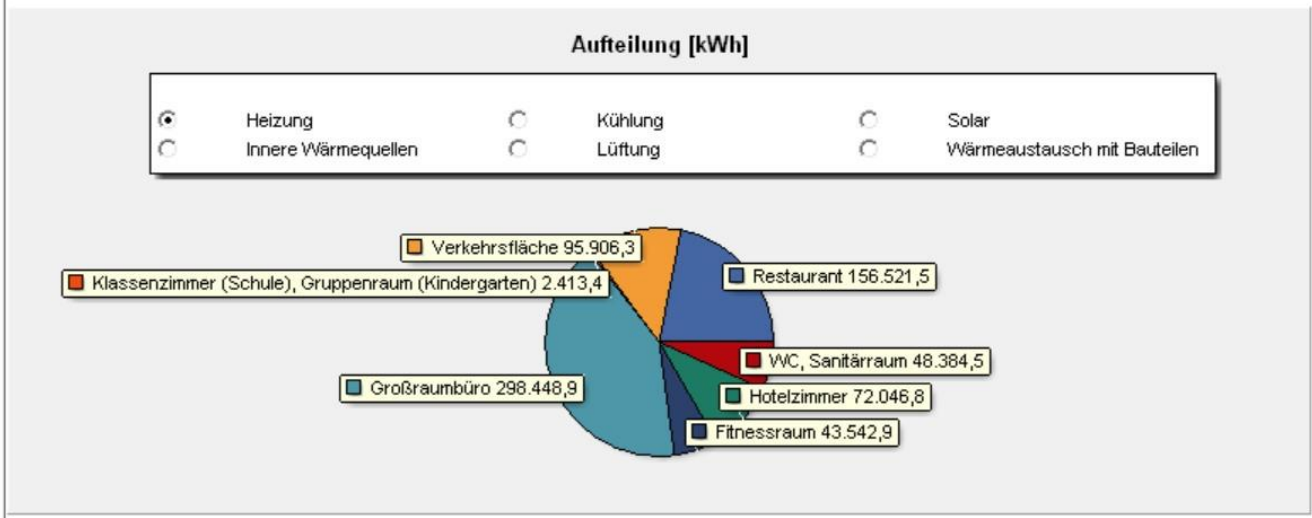 Aufteilung [kWh]
Heizung Kühlung Solar
Innere Wärmequellen Lüftung Wärmeaustausch mit Bauteilen
Verkehrsfläche 95.906,3
Restaurant 156.521,5
Klassenzimmer (Schule), Gruppenraum (Kindergarten) 2.413,4
WC, Sanitärraum 48.384,5
Großraumbüro 298.448,9
Hotelzimmer 72.046,8
Fitnessraum 43.542,9